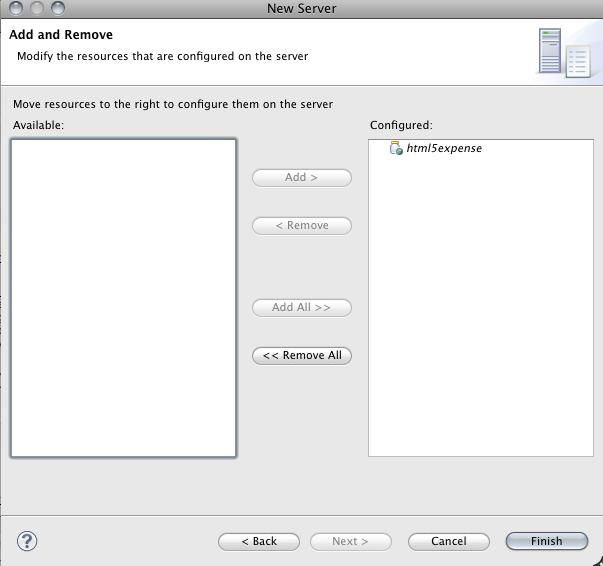 New Server
Add and Remove
Modify the resources that are configured on the server
Move resources to the right to configure them on the server
Available:
Configured:
html5expense
Add >
< Remove
Add All >>
<< Remove All
?
< Back
Next >
Cancel
Finish